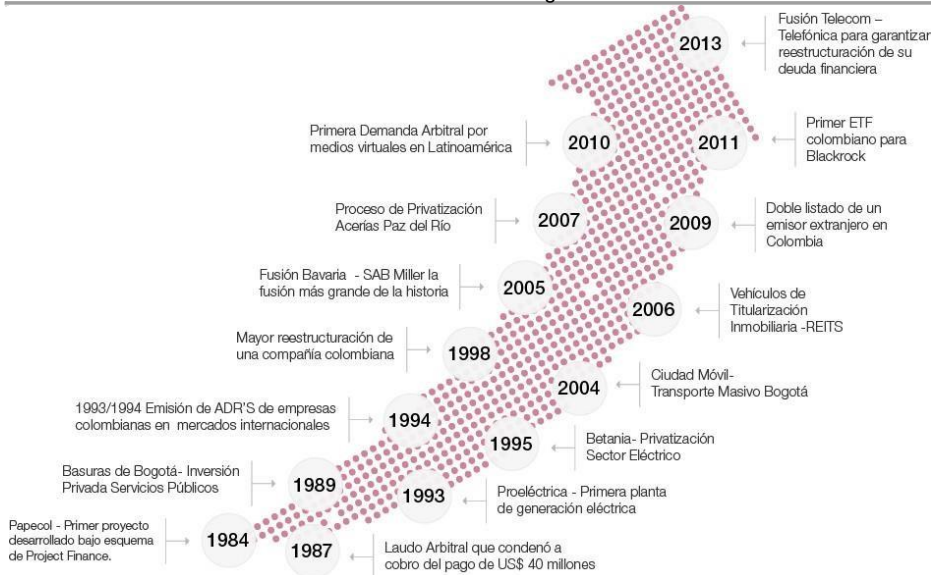 Fusión Telecom –
Telefónica para garantizar
reestructuración de su
deuda financiera
2013
Primera Demanda Arbitral por
medios virtuales en Latinoamérica
2010
2011
Primer ETF
colombiano para
Blackrock
Proceso de Privatización
Acerías Paz del Río
2007
2009
Doble listado de un
emisor extranjero en
Colombia
Fusión Bavaria - SAB Miller la
fusión más grande de la historia
2005
2006
Vehículos de
Titularización
Inmobiliaria -REITS
Mayor reestructuración de
una compañía colombiana
1998
2004
Ciudad Móvil-
Transporte Masivo Bogotá
1993/1994 Emisión de ADR'S de empresas
colombianas en mercados internacionales
1994
1995
Betania- Privatización
Sector Eléctrico
Basuras de Bogotá- Inversión
Privada Servicios Públicos
1989
1993
Proeléctrica - Primera planta
de generación eléctrica
Papecol - Primer proyecto
desarrollado bajo esquema
de Project Finance.
1984
1987
Laudo Arbitral que condenó a
cobro del pago de US$ 40 millones